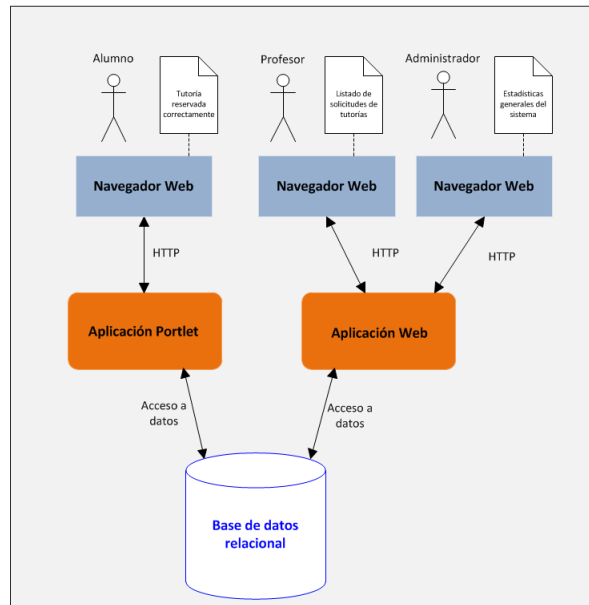 Alumno
Profesor
Administrador
Tutoría
reservada
correctamente
Listado de
solicitudes de
tutorías
Estadísticas
generales del
sistema
Navegador Web
Navegador Web
Navegador Web
HTTP
HTTP
HTTP
Aplicación Portlet
Aplicación Web
Acceso a
datos
Acceso a
datos
Base de datos
relacional